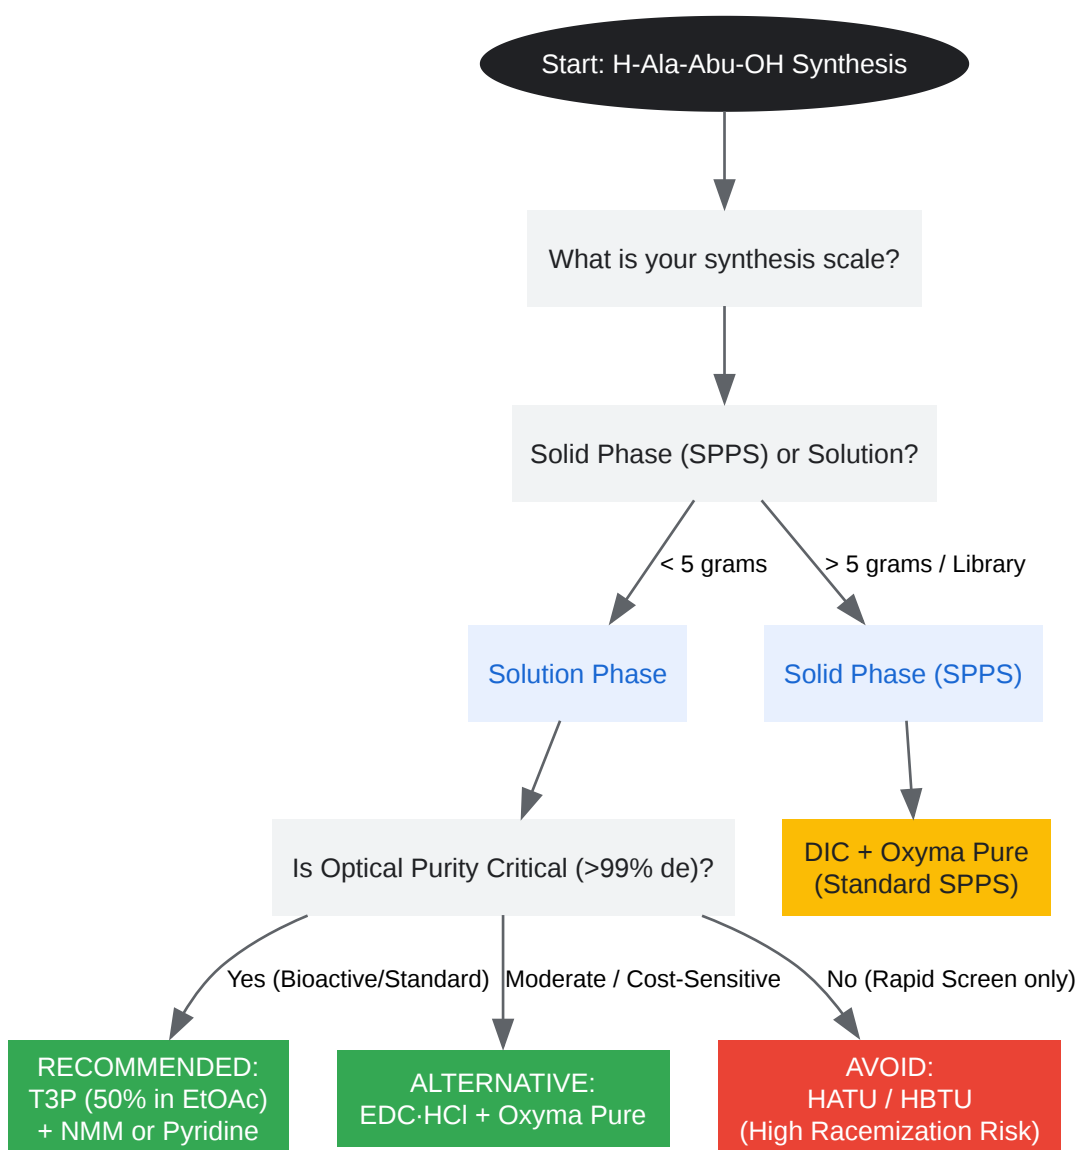 Start: H-Ala-Abu-OH Synthesis
What is your synthesis scale?
Solid Phase (SPPS) or Solution?
< 5 grams
> 5 grams / Library
Solution Phase
Solid Phase (SPPS)
Is Optical Purity Critical (>99% de)?
DIC + Oxyma Pure
(Standard SPPS)
Yes (Bioactive/Standard)
Moderate / Cost-Sensitive
No (Rapid Screen only)
RECOMMENDED:
T3P (50% in EtOAc)
+ NMM or Pyridine
ALTERNATIVE:
EDC·HCl + Oxyma Pure
AVOID:
HATU / HBTU
(High Racemization Risk)